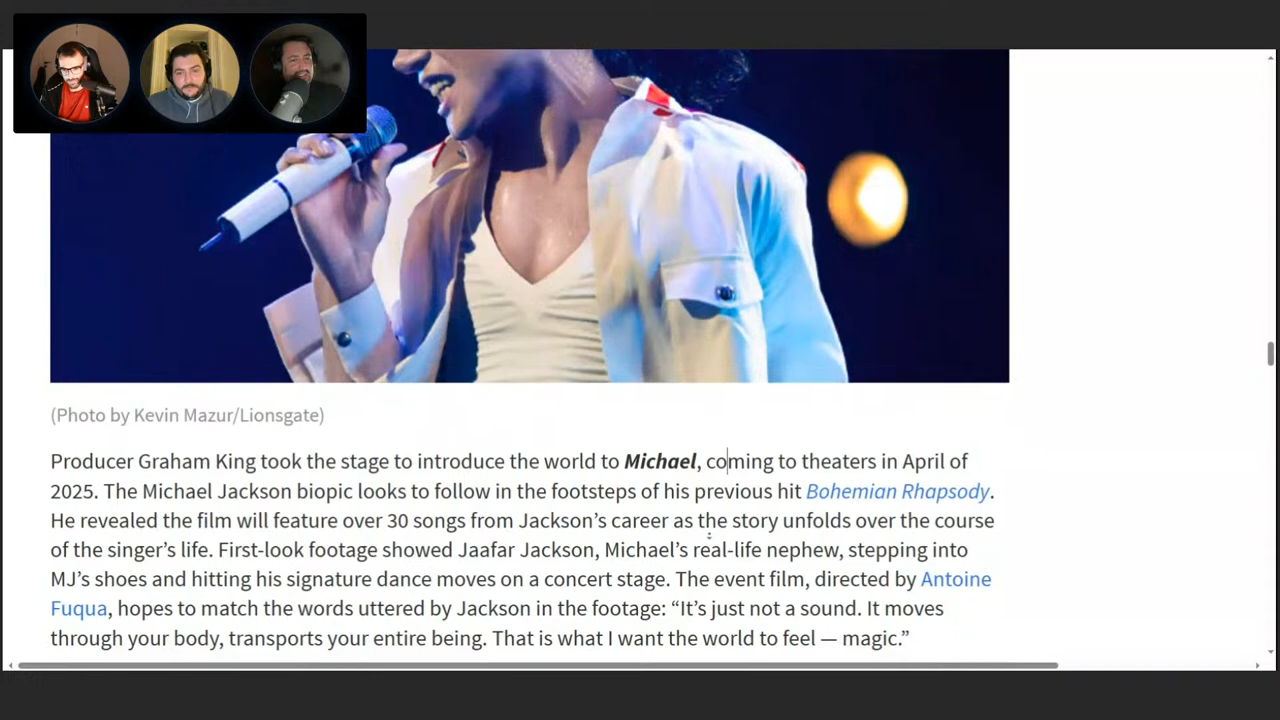 (Photo by Kevin Mazur/Lionsgate)
Producer Graham King took the stage to introduce the world to Michael, coming to theaters in April of
2025. The Michael Jackson biopic looks to follow in the footsteps of his previous hit Bohemian Rhapsody.
He revealed the film will feature over 30 songs from Jackson’s career as the story unfolds over the course
of the singer’s life. First-look footage showed Jaafar Jackson, Michael’s real-life nephew, stepping into
MJ’s shoes and hitting his signature dance moves on a concert stage. The event film, directed by Antoine
Fuqua, hopes to match the words uttered by Jackson in the footage: “It’s just not a sound. It moves
through your body, transports your entire being. That is what I want the world to feel — magic.”